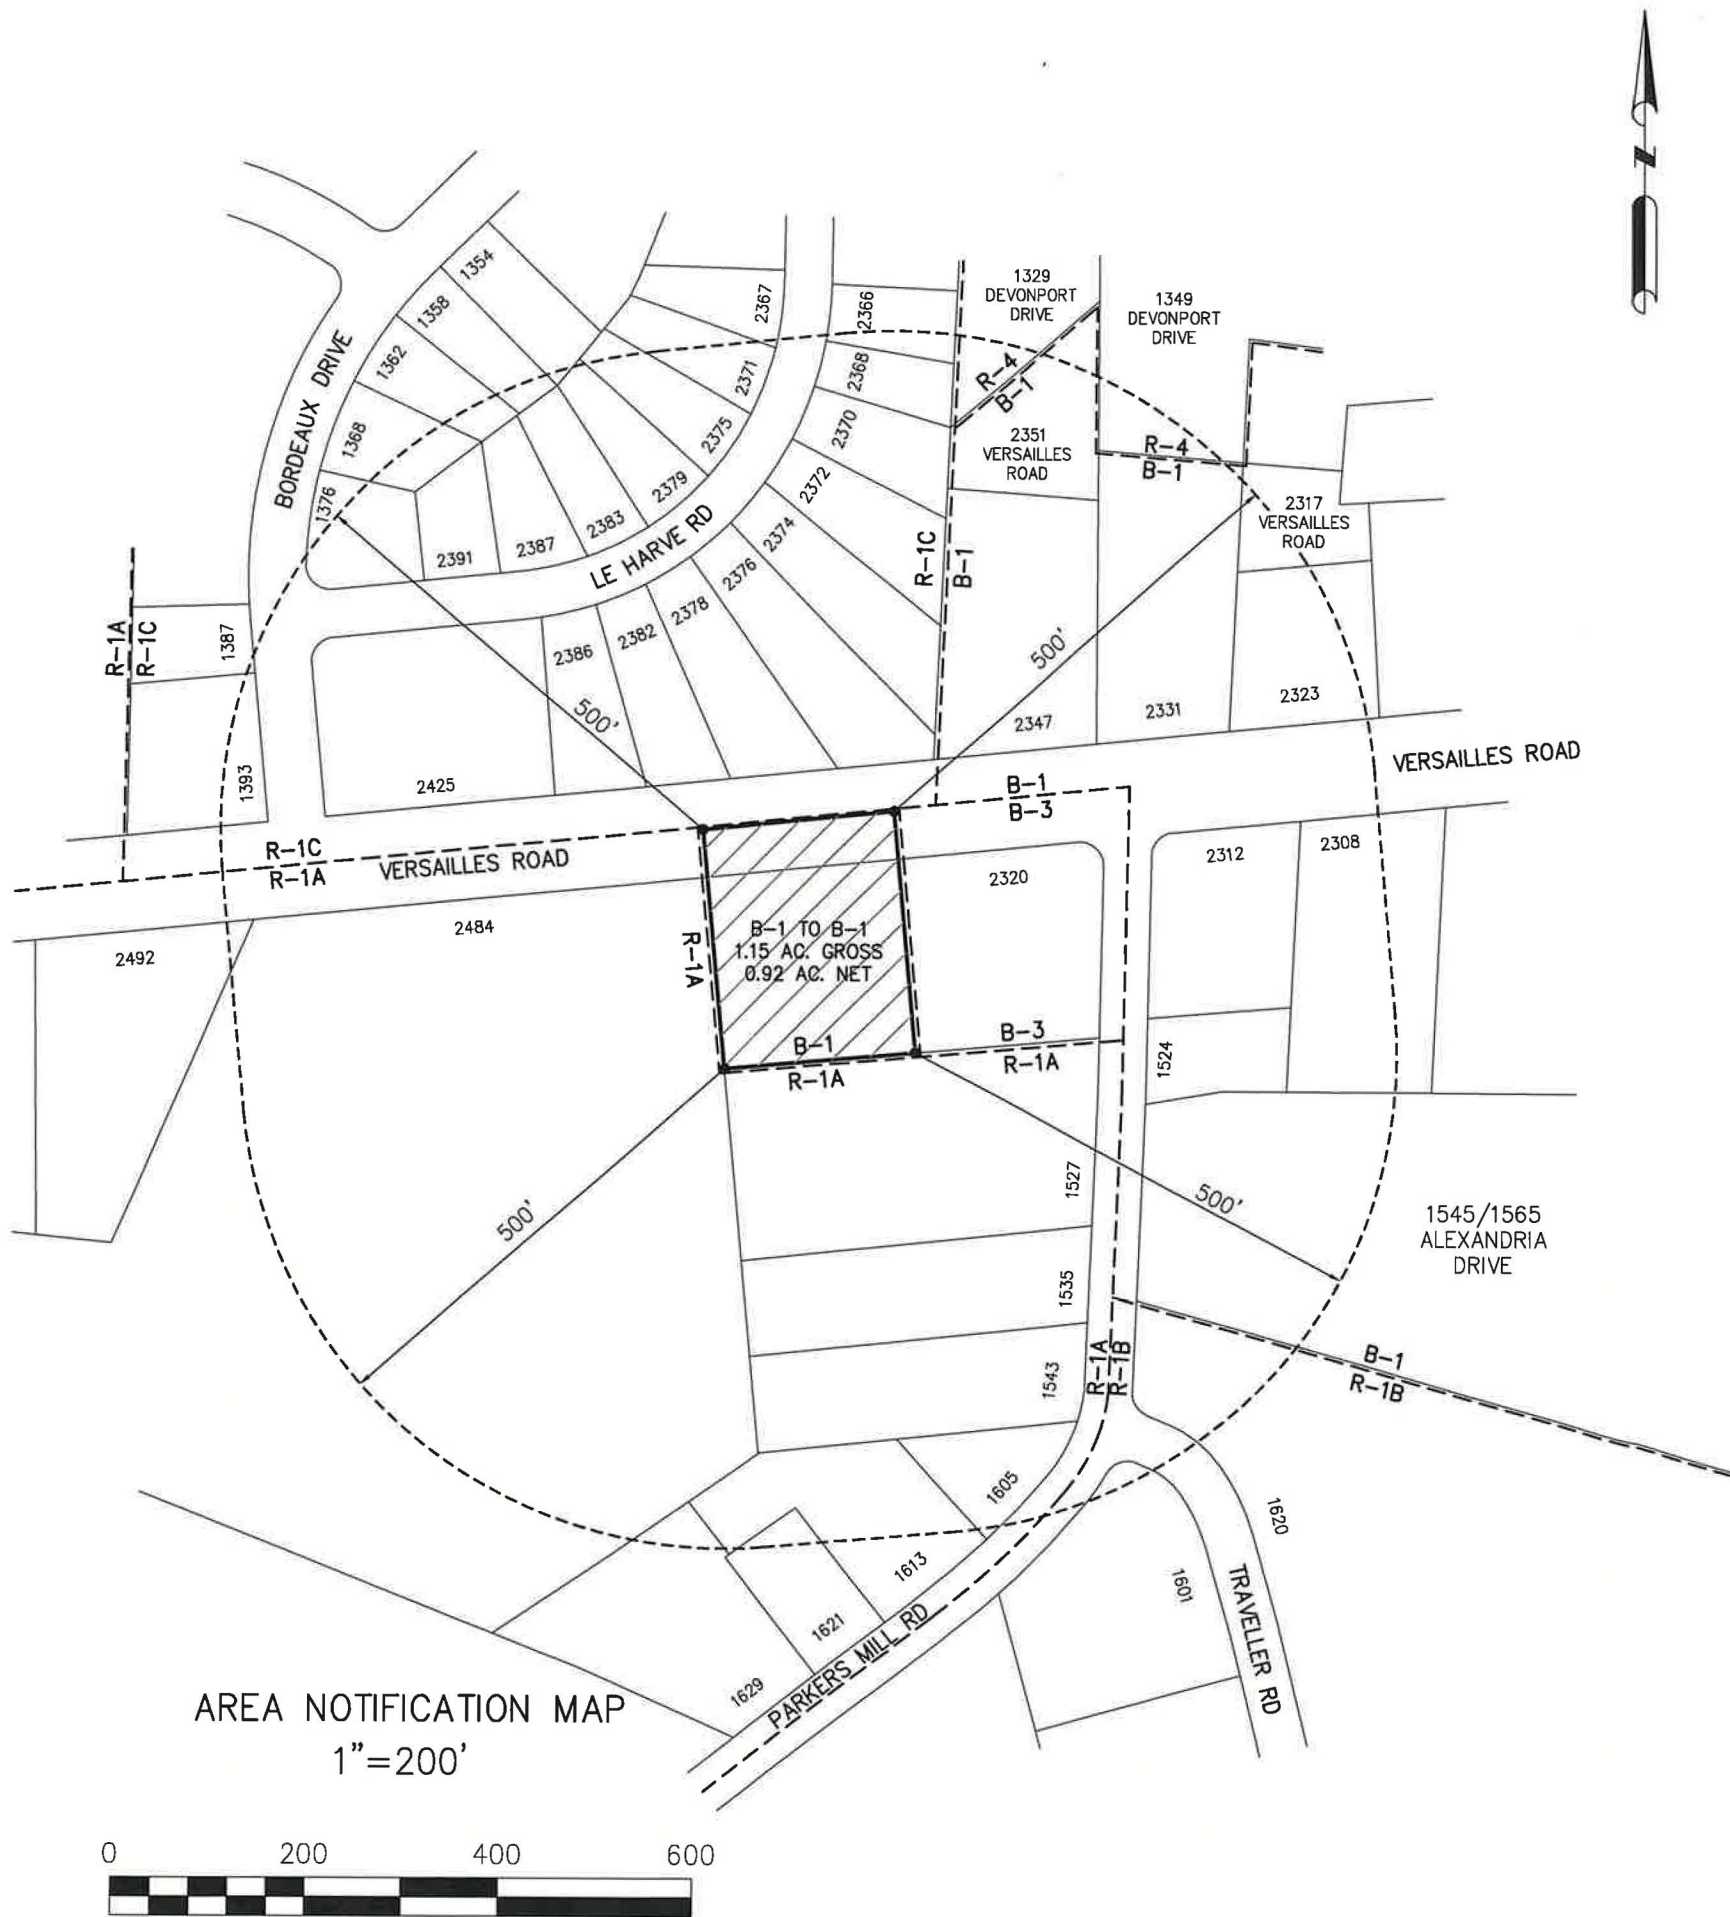 N
1329
DEVONPORT
DRIVE
1349
DEVONPORT
DRIVE
1354
1358
1362
1368
1376
BORDEAUX DRIVE
2367
2371
2375
2379
2383
2387
2391
LE HARVE RD
2366
2368
2370
2372
2374
2376
2378
2382
2386
R-4
B-1
2351
VERSAILLES
ROAD
R-4
B-1
2317
VERSAILLES
ROAD
R-1C
B-1
R-1A
R-1C
1387
1393
500'
500'
2425
2347
2331
2323
VERSAILLES ROAD
B-1
B-3
R-1C
R-1A
VERSAILLES ROAD
2492
2484
2320
2312
2308
R-1A
B-1 TO B-1
1.15 AC. GROSS
0.92 AC. NET
B-1
R-1A
B-3
R-1A
1524
1527
1535
1543
500'
500'
1545/1565
ALEXANDRIA
DRIVE
R-1A
R-1B
B-1
R-1B
1605
1613
1621
1629
PARKERS MILL RD
1620
1601
TRAVELLER RD
AREA NOTIFICATION MAP
1"=200'
0 200 400 600